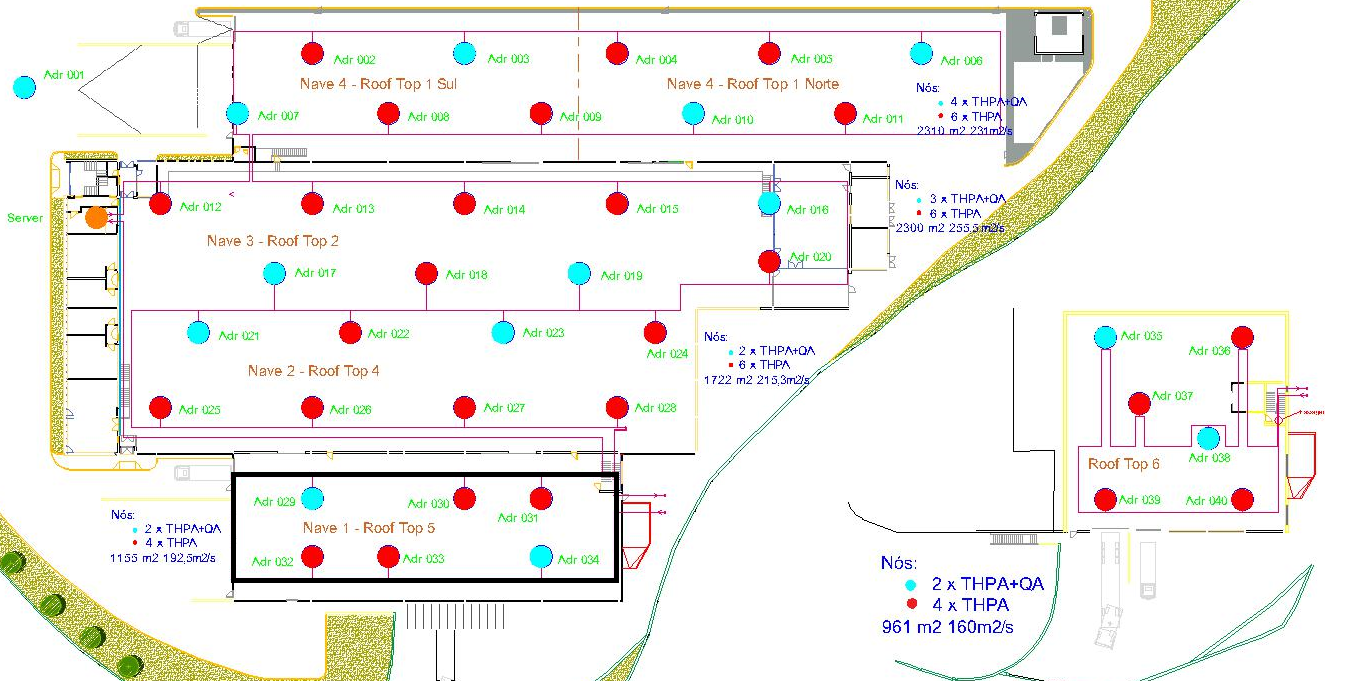 Adr 001
Adr 002
Adr 003
Adr 004
Adr 005
Adr 006
Nave 4 - Roof Top 1 Sul
Nave 4 - Roof Top 1 Norte
Nós:
4 x THPA+QA
6 x THPA
2310 m2 231m2/s
Adr 007
Adr 008
Adr 009
Adr 010
Adr 011
Server
Adr 012
Adr 013
Adr 014
Adr 015
Adr 016
Nós:
3 x THPA+QA
6 x THPA
2300 m2 255,5m2/s
Nave 3 - Roof Top 2
Adr 017
Adr 018
Adr 019
Adr 020
Adr 021
Adr 022
Adr 023
Adr 024
Nós:
2 x THPA+QA
6 x THPA
1722 m2 215,3m2/s
Nave 2 - Roof Top 4
Adr 025
Adr 026
Adr 027
Adr 028
Adr 029
Adr 030
Adr 031
Nave 1 - Roof Top 5
Adr 032
Adr 033
Adr 034
Nós:
2 x THPA+QA
4 x THPA
1155 m2 192,5m2/s
Adr 035
Adr 036
Adr 037
Adr 038
Roof Top 6
Adr 039
Adr 040
Nós:
2 x THPA+QA
4 x THPA
961 m2 160m2/s